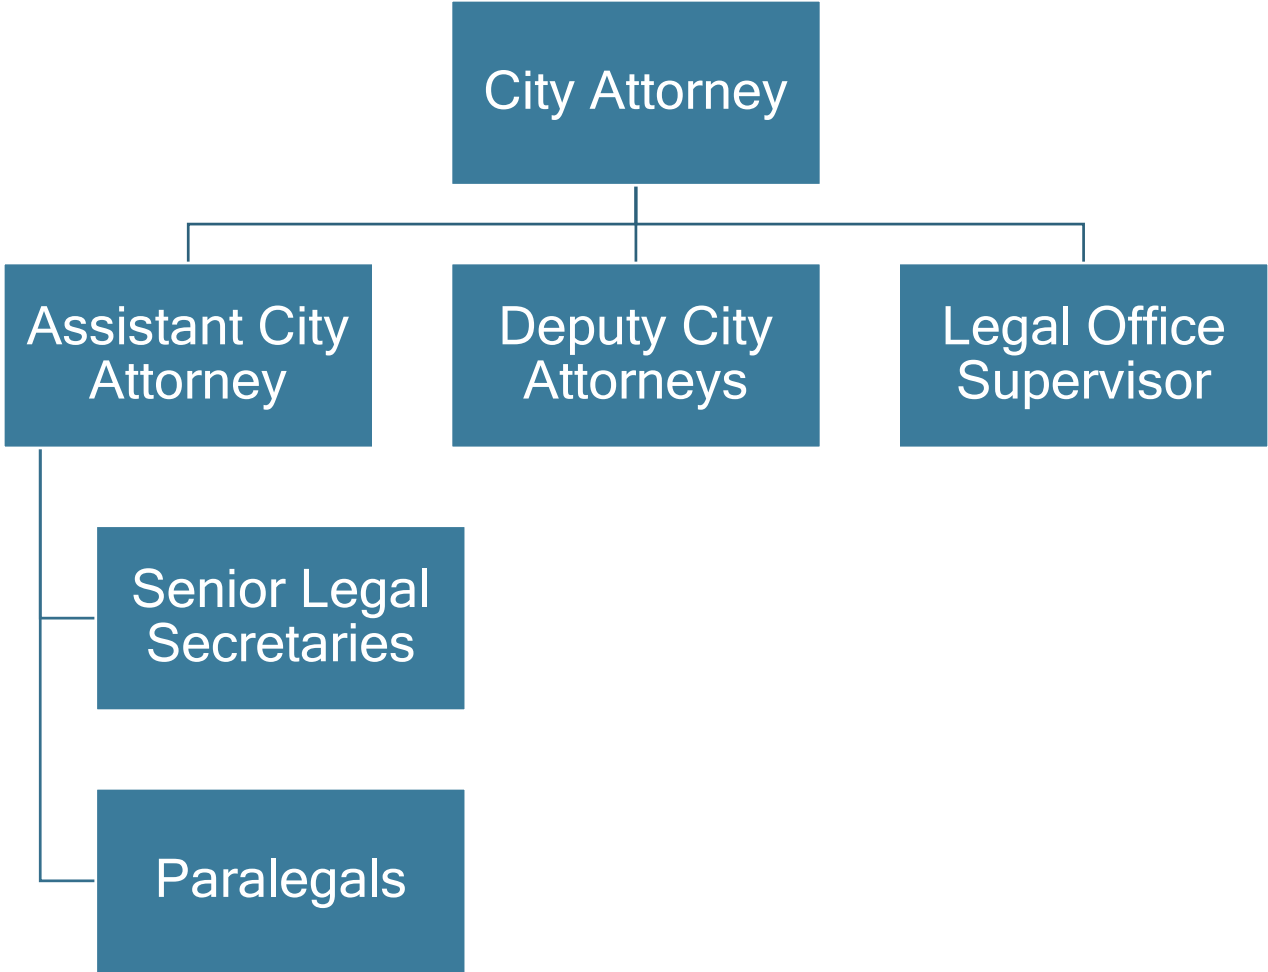 City Attorney
Assistant City
Attorney
Deputy City
Attorneys
Legal Office
Supervisor
Senior Legal
Secretaries
Paralegals